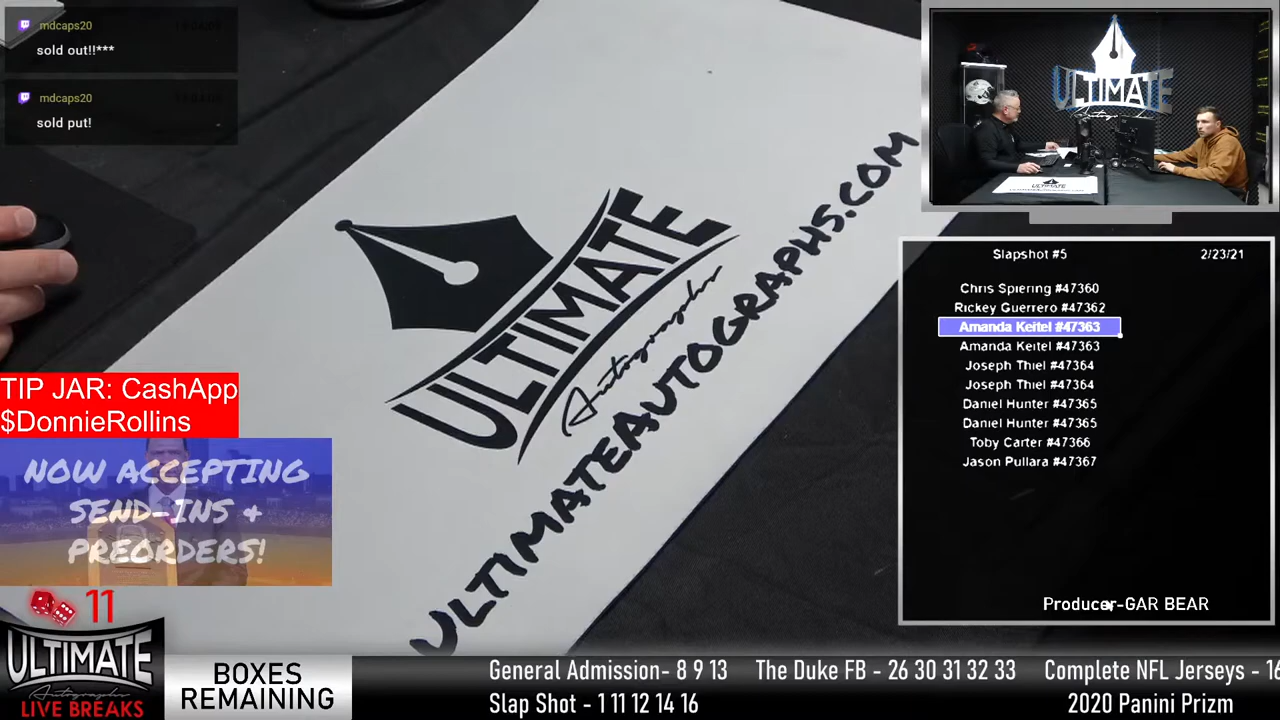 mdcaps20
sold out!!***
mdcaps20
sold put!
ULTIMATE
Autographs
ULTIMATEAUTOGRAPHS.COM
ULTIMATE
Slapshot #5 2/23/21
Chris Spiering #47360
Rickey Guerrero #47362
Amanda Keitel #47363
Amanda Keitel #47363
Joseph Thiel #47364
Joseph Thiel #47364
Daniel Hunter #47365
Daniel Hunter #47365
Toby Carter #47366
Jason Pullara #47367
Producer-GAR BEAR
TIP JAR: CashApp
$DonnieRollins
NOW ACCEPTING
SEND-INS &
PREORDERS!
11
ULTIMATE
Autographs
LIVE BREAKS
BOXES
REMAINING
General Admission- 8 9 13 The Duke FB - 26 30 31 32 33 Complete NFL Jerseys - 16
Slap Shot - 1 11 12 14 16 2020 Panini Prizm